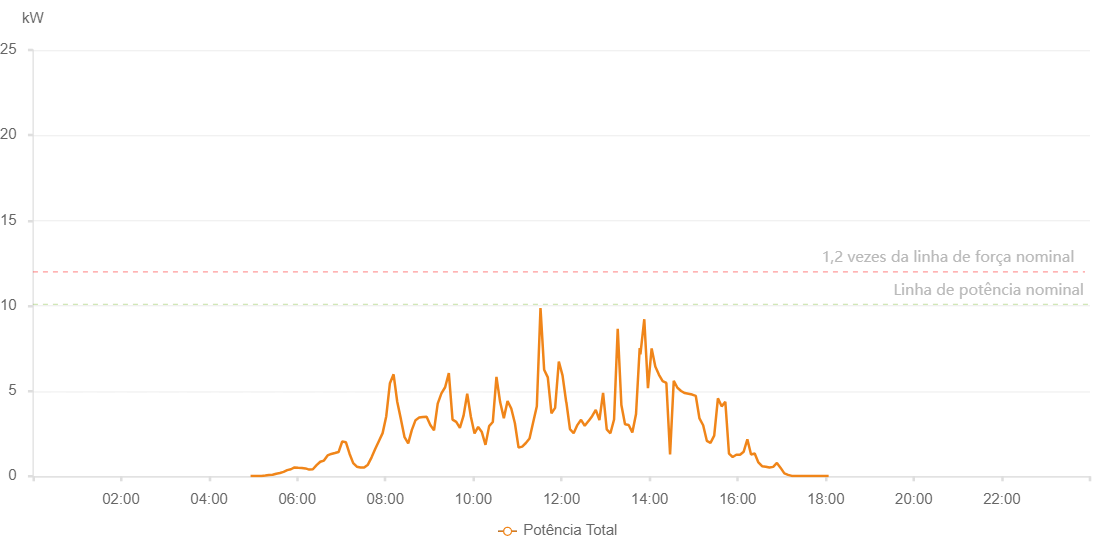 kW
25
20
15
1,2 vezes da linha de força nominal
Linha de potência nominal
10
5
0
02:00 04:00 06:00 08:00 10:00 12:00 14:00 16:00 18:00 20:00 22:00
Potência Total